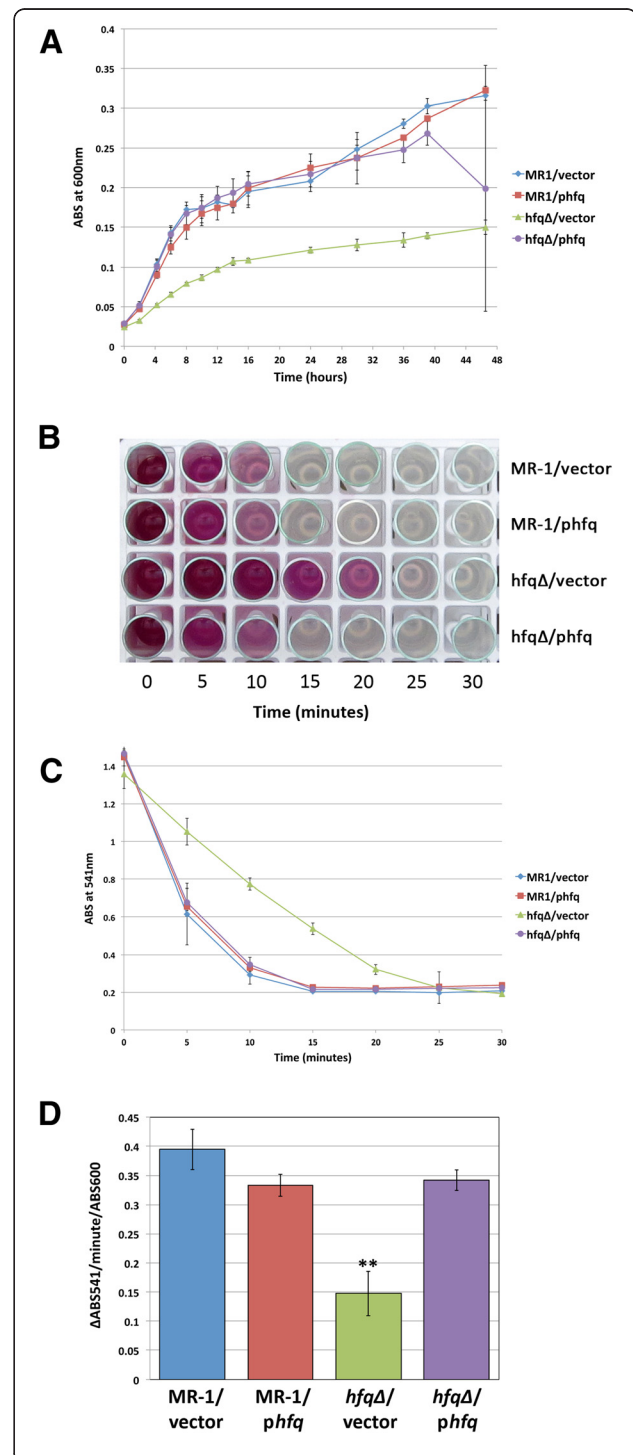 A
ABS at 600nm
0.4
0.35
0.3
0.25
0.2
0.15
0.1
0.05
0
0 4 8 12 16 20 24 28 32 36 40 44 48
Time (hours)
MR1/vector
MR1/phfq
hfqΔ/vector
hfqΔ/phfq
B
MR-1/vector
MR-1/phfq
hfqΔ/vector
hfqΔ/phfq
0 5 10 15 20 25 30
Time (minutes)
C
ABS at 541nm
1.4
1.2
1
0.8
0.6
0.4
0.2
0
0 5 10 15 20 25 30
Time (minutes)
MR1/vector
MR1/phfq
hfqΔ/vector
hfqΔ/phfq
D
ΔABS541/minute/ABS600
0.45
0.4
0.35
0.3
0.25
0.2
0.15
0.1
0.05
0
**
MR-1/ MR-1/ hfqΔ/ hfqΔ/
vector phfq vector phfq